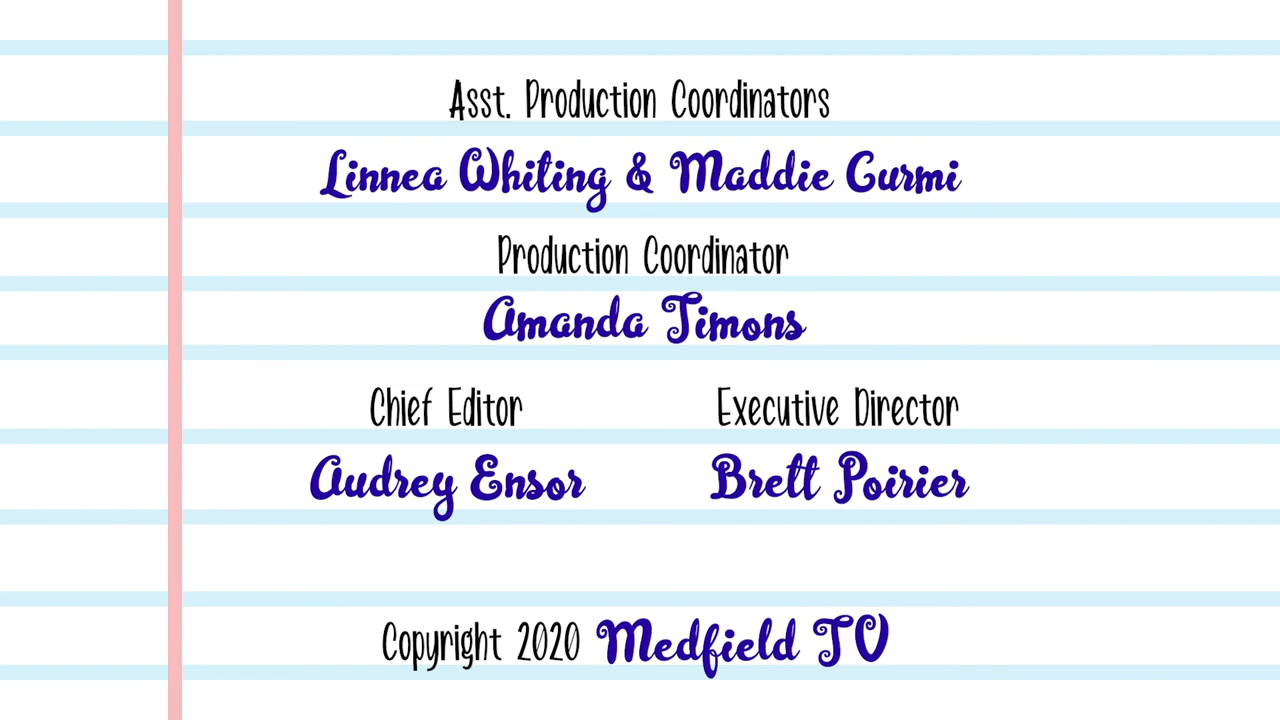 Asst. Production Coordinators
Linnea Whiting & Maddie Gurmi
Production Coordinator
Amanda Timons
Chief Editor Executive Director
Audrey Ensor Brett Poirier
Copyright 2020 Medfield TV